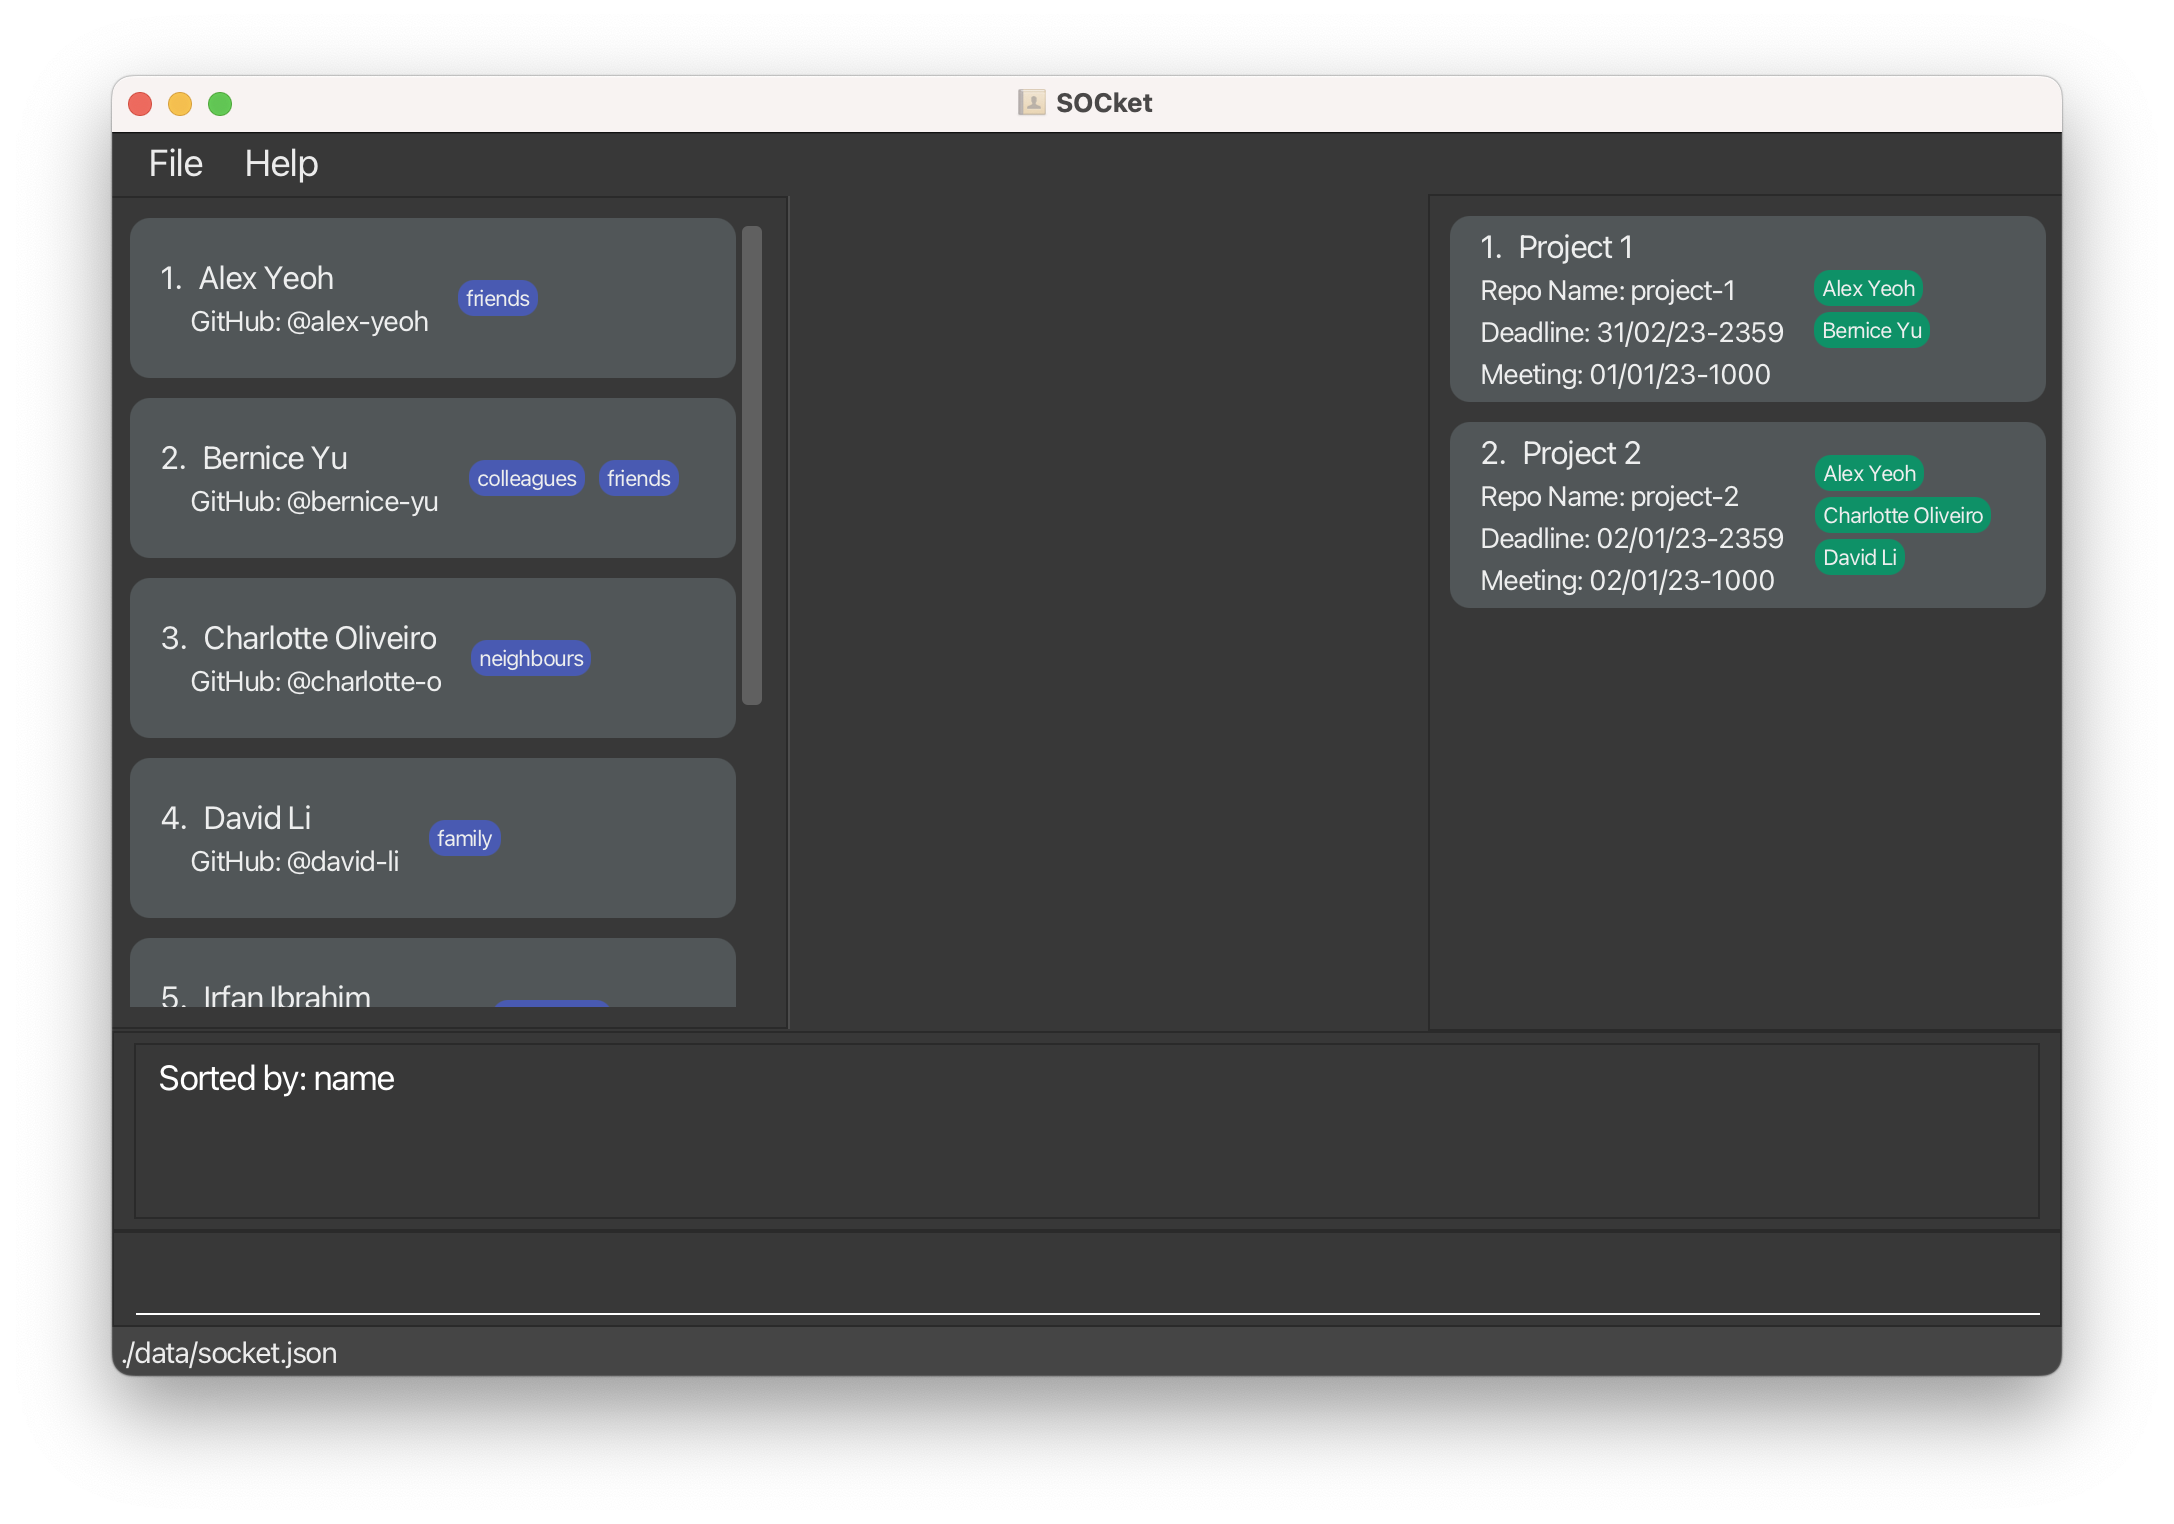 SOCket
File Help
1. Alex Yeoh
GitHub: @alex-yeoh
friends
2. Bernice Yu
GitHub: @bernice-yu
colleagues friends
3. Charlotte Oliveiro
GitHub: @charlotte-o
neighbours
4. David Li
GitHub: @david-li
family
5. Irfan Ibrahim
1. Project 1
Repo Name: project-1
Deadline: 31/02/23-2359
Meeting: 01/01/23-1000
Alex Yeoh
Bernice Yu
2. Project 2
Repo Name: project-2
Deadline: 02/01/23-2359
Meeting: 02/01/23-1000
Alex Yeoh
Charlotte Oliveiro
David Li
Sorted by: name
./data/socket.json